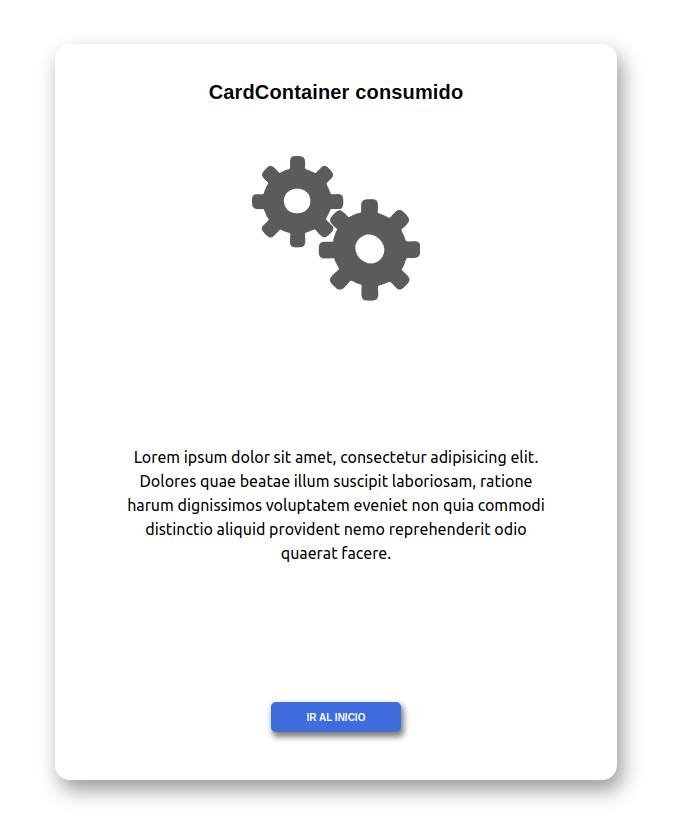 CardContainer consumido
Lorem ipsum dolor sit amet, consectetur adipisicing elit.
Dolores quae beatae illum suscipit laboriosam, ratione
harum dignissimos voluptatem eveniet non quia commodi
distinctio aliquid provident nemo reprehenderit odio
quaerat facere.
IR AL INICIO